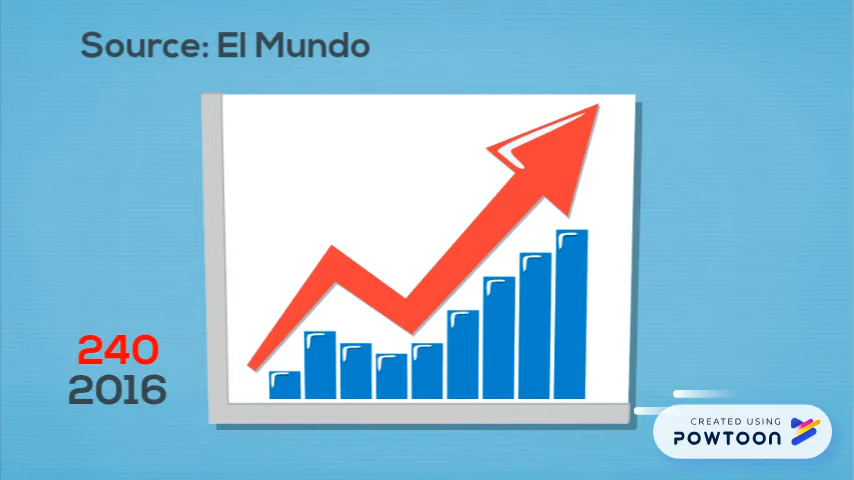 Source: El Mundo
240
2016
CREATED USING
POWTOON